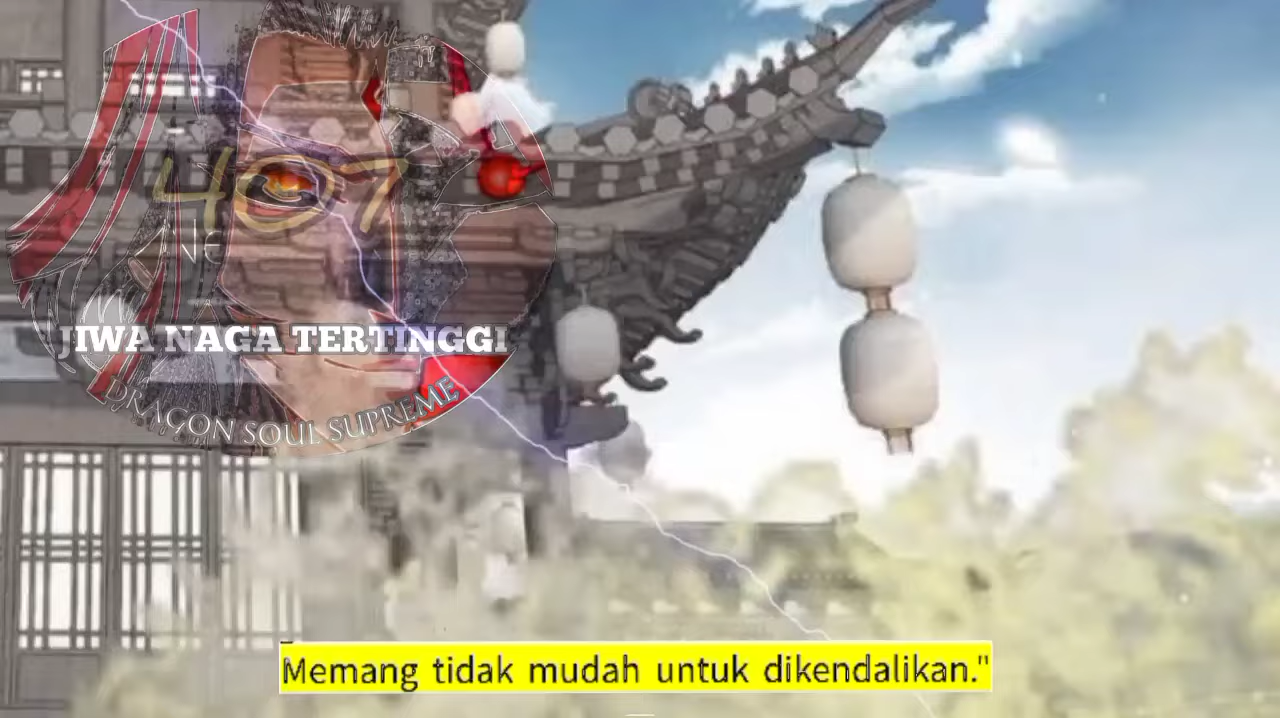 407
JIWA NAGA TERTINGGI
DRAGON SOUL SUPREME
Memang tidak mudah untuk dikendalikan."